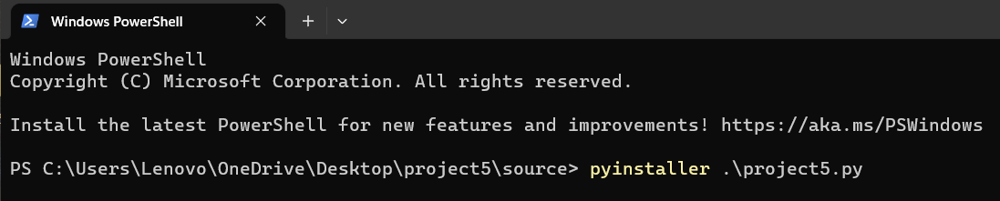 Windows PowerShell
Windows PowerShell
Copyright (C) Microsoft Corporation. All rights reserved.
Install the latest PowerShell for new features and improvements! https://aka.ms/PSWindows
PS C:\Users\Lenovo\OneDrive\Desktop\project5\source> pyinstaller .\project5.py